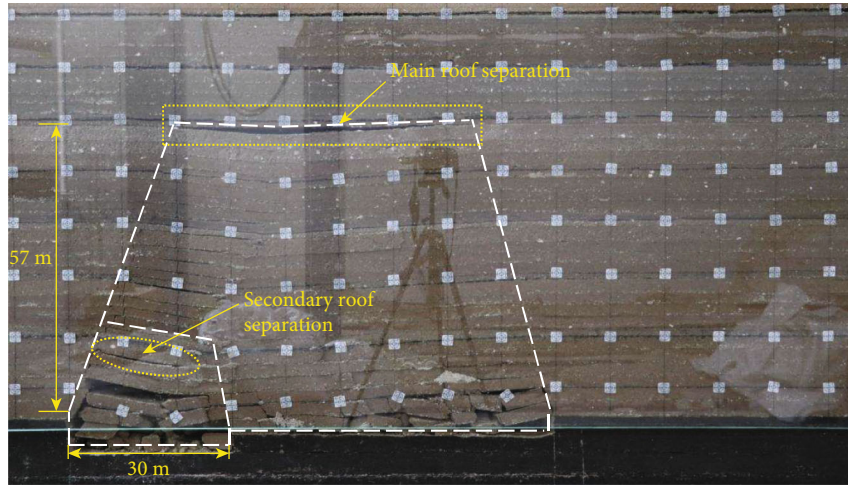 Main roof separation
57 m
Secondary roof
separation
30 m